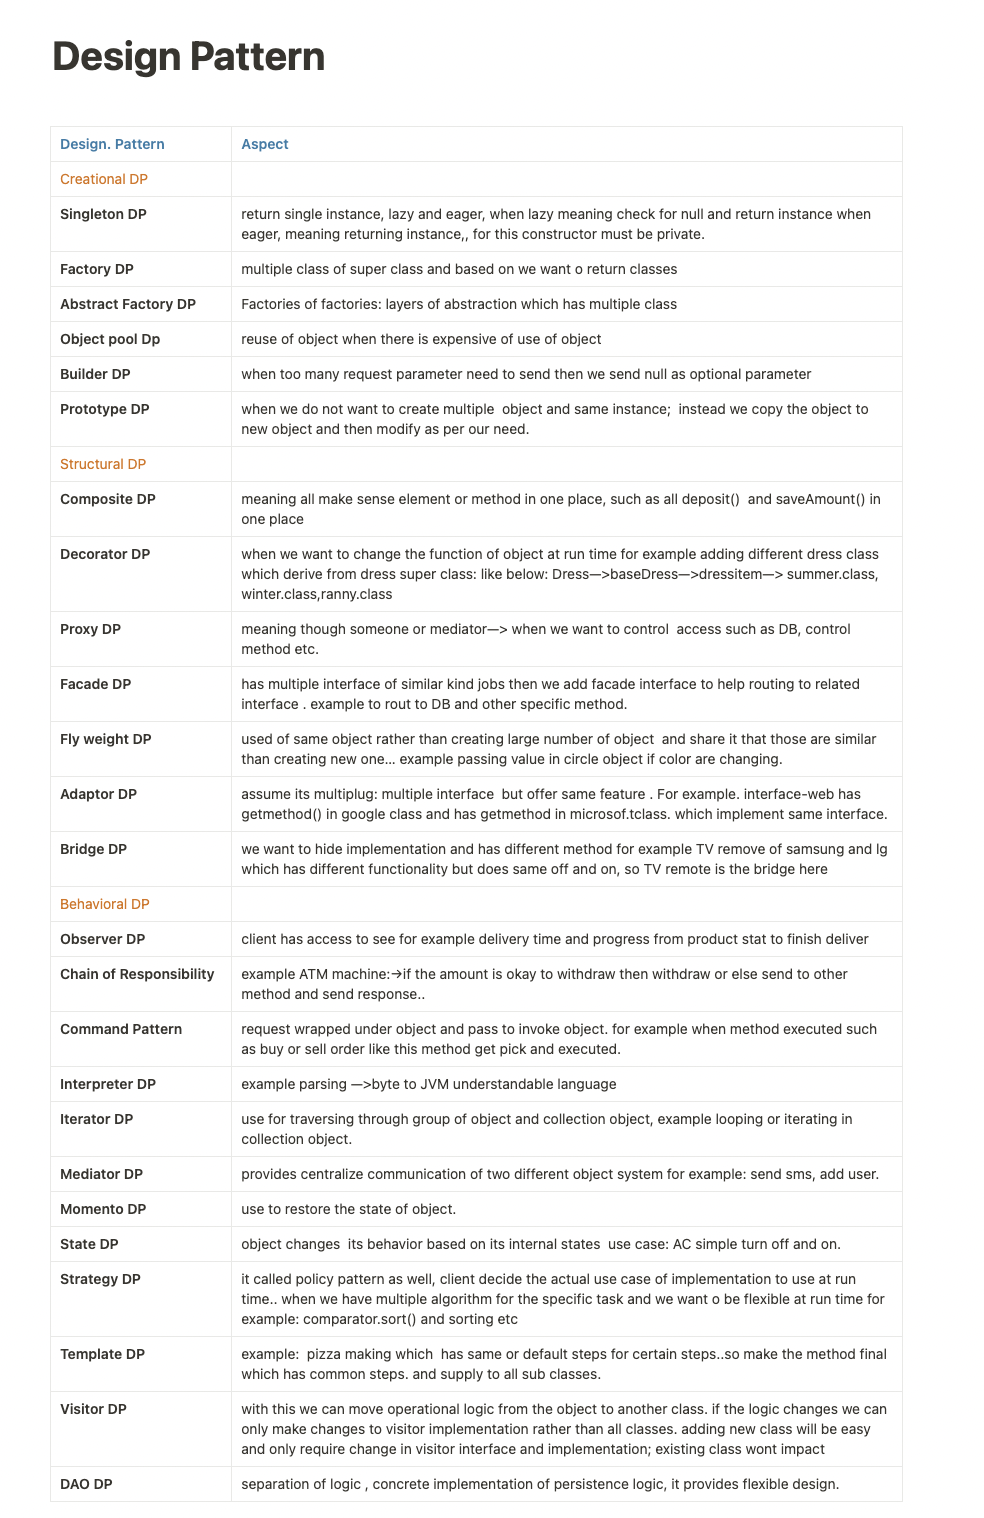 Design Pattern
Design. Pattern
Aspect
Creational DP
Singleton DP
return single instance, lazy and eager, when lazy meaning check for null and return instance when
eager, meaning returning instance,, for this constructor must be private.
Factory DP
multiple class of super class and based on we want o return classes
Abstract Factory DP
Factories of factories: layers of abstraction which has multiple class
Object pool Dp
reuse of object when there is expensive of use of object
Builder DP
when too many request parameter need to send then we send null as optional parameter
Prototype DP
when we do not want to create multiple  object and same instance;  instead we copy the object to
new object and then modify as per our need.
Structural DP
Composite DP
meaning all make sense element or method in one place, such as all deposit()  and saveAmount() in
one place
Decorator DP
when we want to change the function of object at run time for example adding different dress class
which derive from dress super class: like below: Dress—>baseDress—>dressitem—> summer.class,
winter.class,ranny.class
Proxy DP
meaning though someone or mediator—> when we want to control  access such as DB, control
method etc.
Facade DP
has multiple interface of similar kind jobs then we add facade interface to help routing to related
interface . example to rout to DB and other specific method.
Fly weight DP
used of same object rather than creating large number of object  and share it that those are similar
than creating new one… example passing value in circle object if color are changing.
Adaptor DP
assume its multiplug: multiple interface  but offer same feature . For example. interface-web has
getmethod() in google class and has getmethod in microsof.tclass. which implement same interface.
Bridge DP
we want to hide implementation and has different method for example TV remove of samsung and lg
which has different functionality but does same off and on, so TV remote is the bridge here
Behavioral DP
Observer DP
client has access to see for example delivery time and progress from product stat to finish deliver
Chain of Responsibility
example ATM machine:→if the amount is okay to withdraw then withdraw or else send to other
method and send response..
Command Pattern
request wrapped under object and pass to invoke object. for example when method executed such
as buy or sell order like this method get pick and executed.
Interpreter DP
example parsing —>byte to JVM understandable language
Iterator DP
use for traversing through group of object and collection object, example looping or iterating in
collection object.
Mediator DP
provides centralize communication of two different object system for example: send sms, add user.
Momento DP
use to restore the state of object.
State DP
object changes  its behavior based on its internal states  use case: AC simple turn off and on.
Strategy DP
it called policy pattern as well, client decide the actual use case of implementation to use at run
time.. when we have multiple algorithm for the specific task and we want o be flexible at run time for
example: comparator.sort() and sorting etc
Template DP
example:  pizza making which  has same or default steps for certain steps..so make the method final
which has common steps. and supply to all sub classes.
Visitor DP
with this we can move operational logic from the object to another class. if the logic changes we can
only make changes to visitor implementation rather than all classes. adding new class will be easy
and only require change in visitor interface and implementation; existing class wont impact
DAO DP
separation of logic , concrete implementation of persistence logic, it provides flexible design.